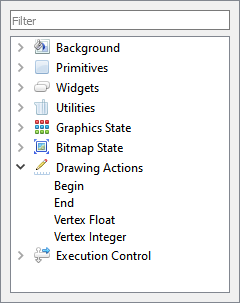 Filter
Background
Primitives
Widgets
Utilities
Graphics State
Bitmap State
Drawing Actions
Begin
End
Vertex Float
Vertex Integer
Execution Control